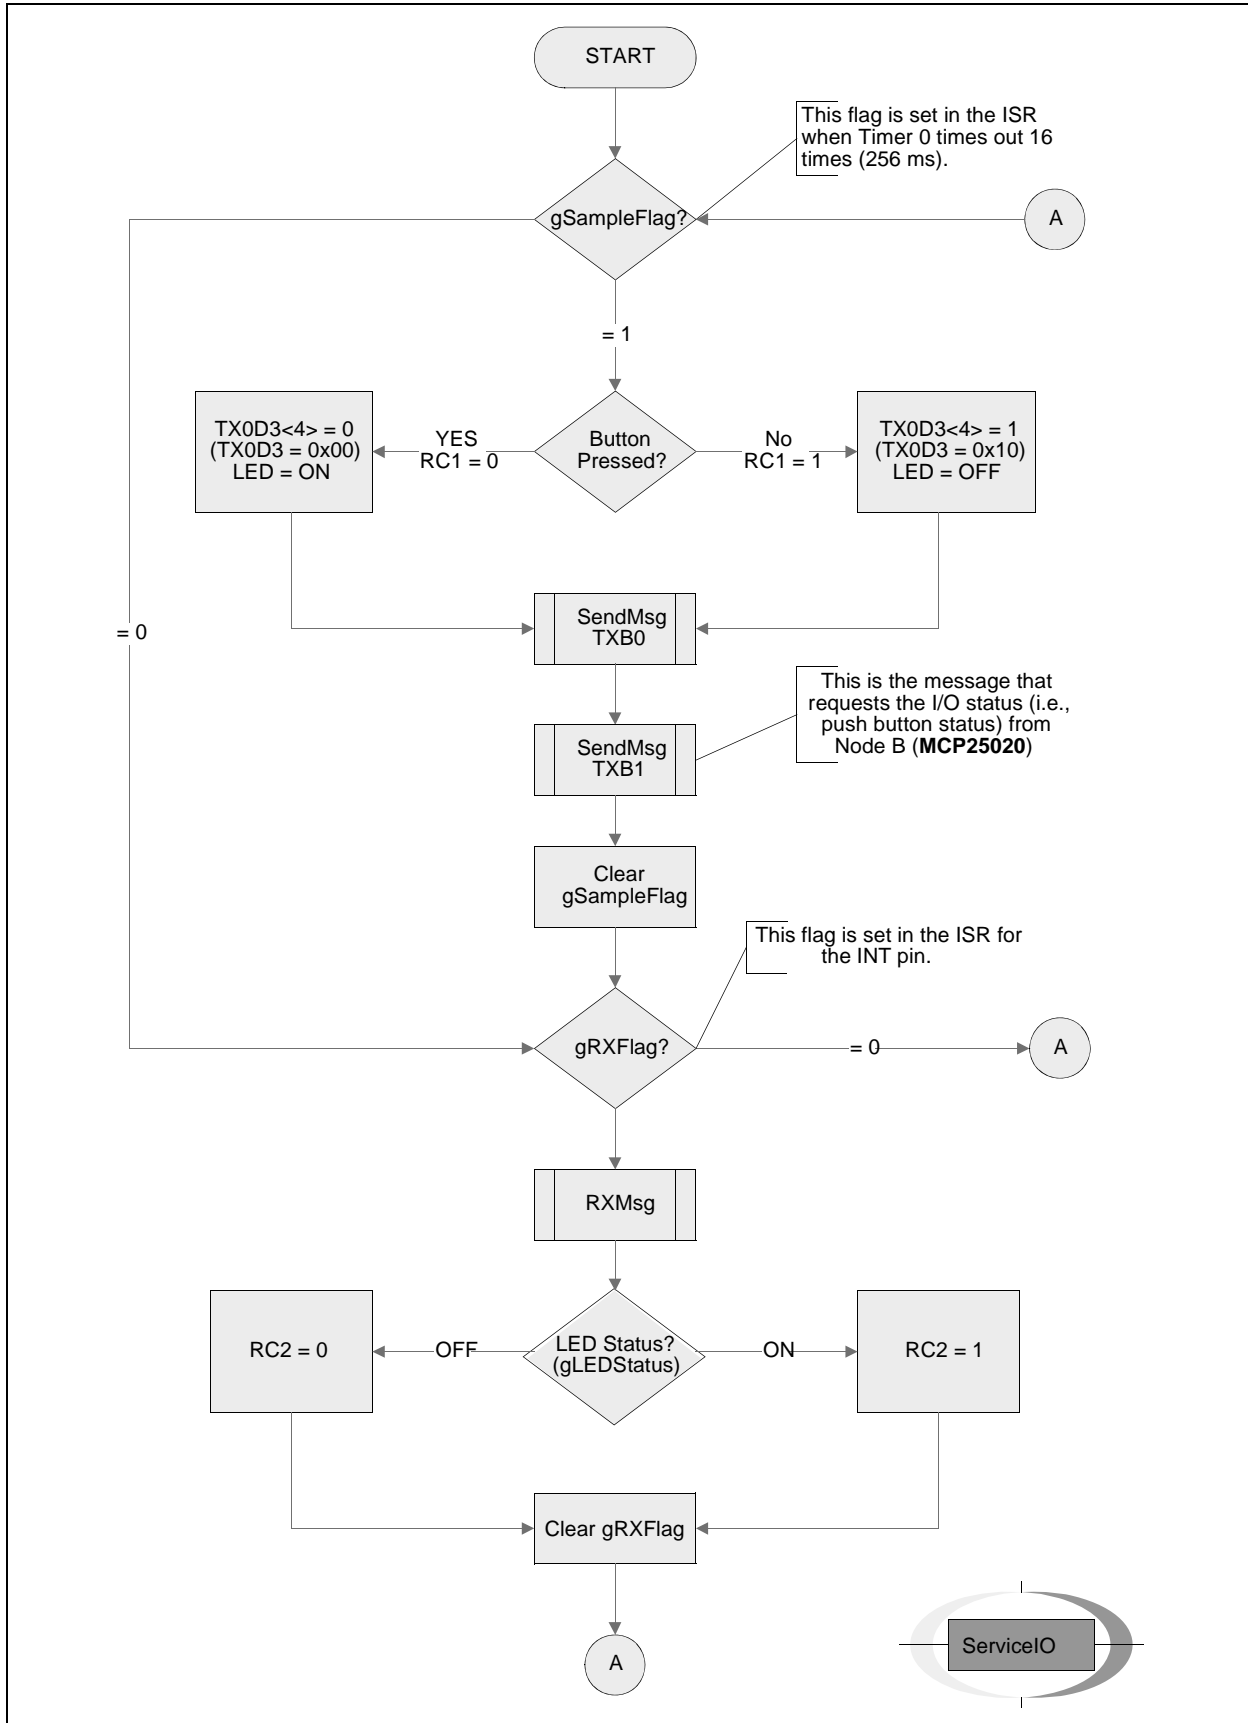 START
This flag is set in the ISR
when Timer 0 times out 16
times (256 ms).
gSampleFlag?
A
= 1
TX0D3<4> = 0
(TX0D3 = 0x00)
LED = ON
YES
RC1 = 0
Button
Pressed?
No
RC1 = 1
TX0D3<4> = 1
(TX0D3 = 0x10)
LED = OFF
= 0
SendMsg
TXB0
This is the message that
requests the I/O status (i.e.,
push button status) from
Node B (MCP25020)
SendMsg
TXB1
Clear
gSampleFlag
This flag is set in the ISR for
the INT pin.
gRXFlag?
= 0
A
RXMsg
RC2 = 0
OFF
LED Status?
(gLEDStatus)
ON
RC2 = 1
Clear gRXFlag
A
ServiceIO